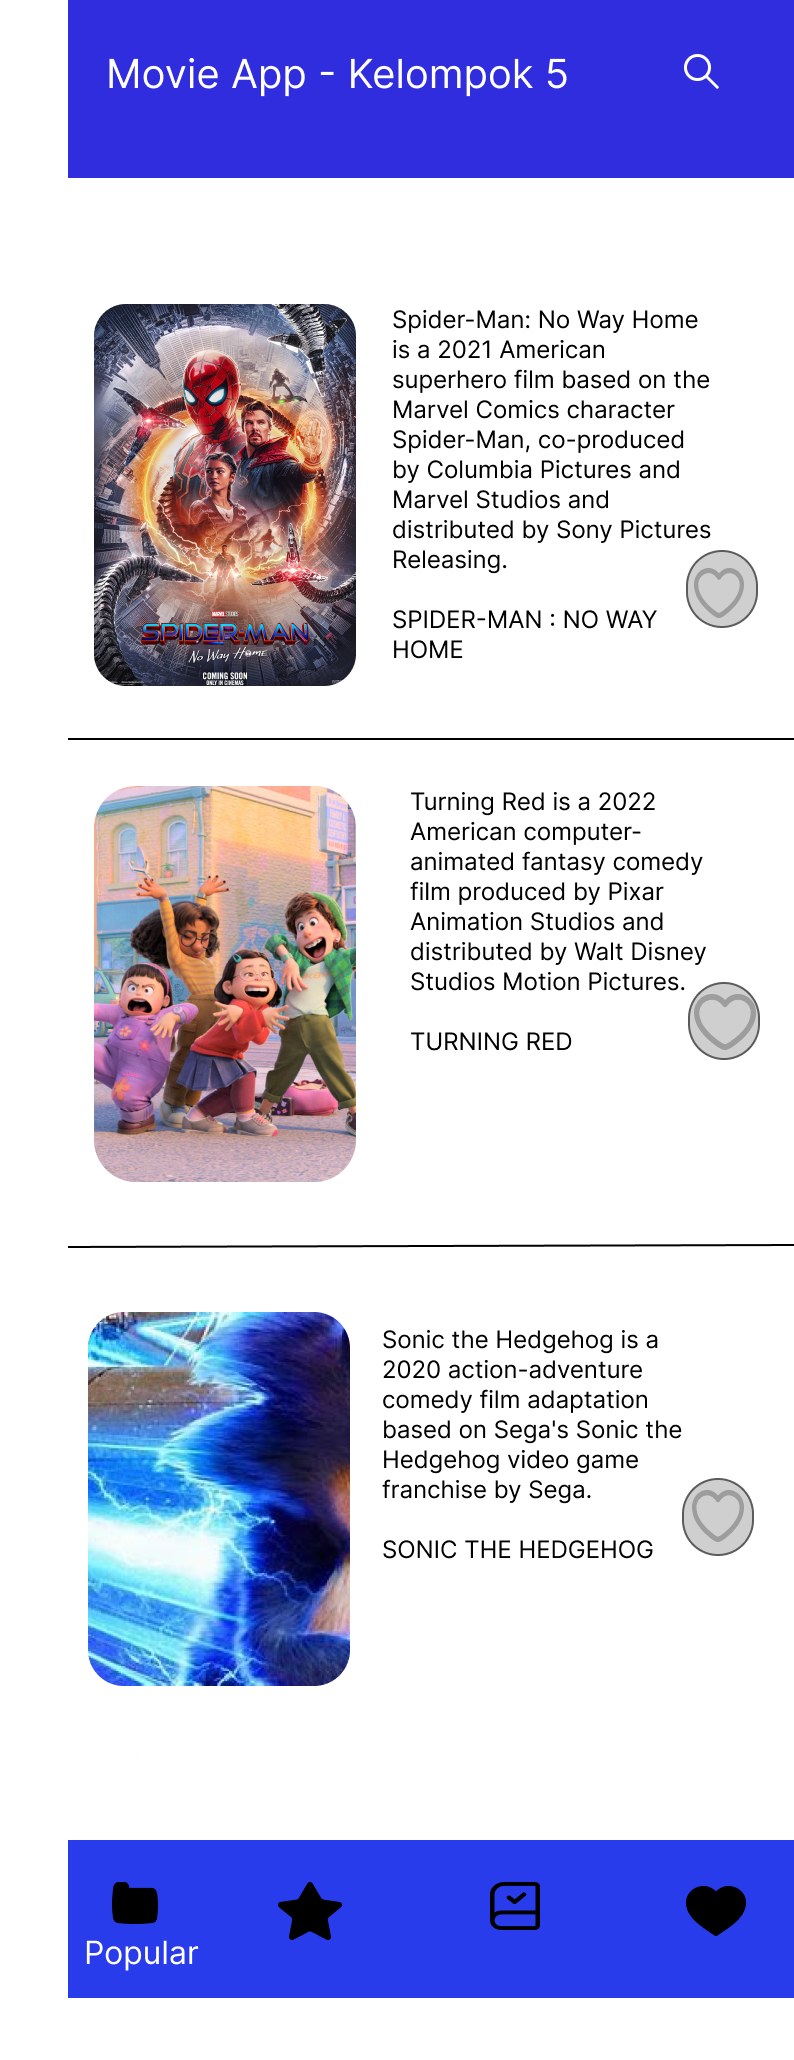 Movie App - Kelompok 5
Spider-Man: No Way Home
is a 2021 American
superhero film based on the
Marvel Comics character
Spider-Man, co-produced
by Columbia Pictures and
Marvel Studios and
distributed by Sony Pictures
Releasing.
SPIDER-MAN : NO WAY
HOME
MARVEL STUDIOS
SPIDER-MAN
No Way Home
COMING SOON
ONLY IN CINEMAS
Turning Red is a 2022
American computer-
animated fantasy comedy
film produced by Pixar
Animation Studios and
distributed by Walt Disney
Studios Motion Pictures.
TURNING RED
Sonic the Hedgehog is a
2020 action-adventure
comedy film adaptation
based on Sega's Sonic the
Hedgehog video game
franchise by Sega.
SONIC THE HEDGEHOG
Popular